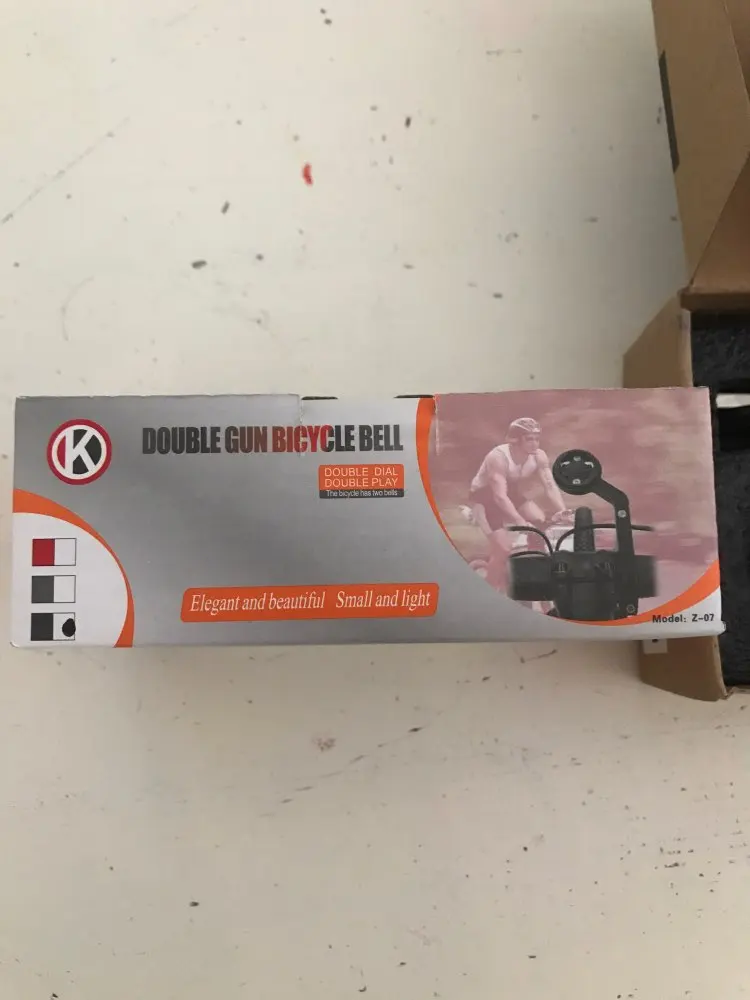 K
DOUBLE GUN BICYCLE BELL
DOUBLE DIAL
DOUBLE PLAY
The bicycle has two bells
Elegant and beautiful Small and light
Model: Z-07